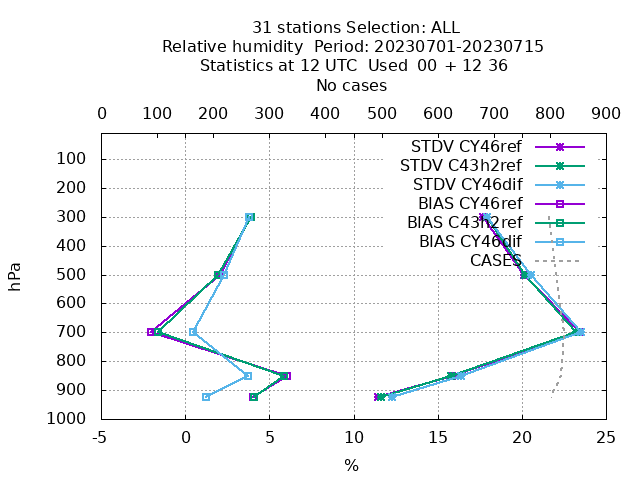 31 stations Selection: ALL
Relative humidity  Period: 20230701-20230715
Statistics at 12 UTC  Used  00 + 12 36
No cases
0 100 200 300 400 500 600 700 800 900
STDV CY46ref
STDV C43h2ref
STDV CY46dif
BIAS CY46ref
BIAS C43h2ref
BIAS CY46dif
CASES
hPa
100
200
300
400
500
600
700
800
900
1000
-5 0 5 10 15 20 25
%